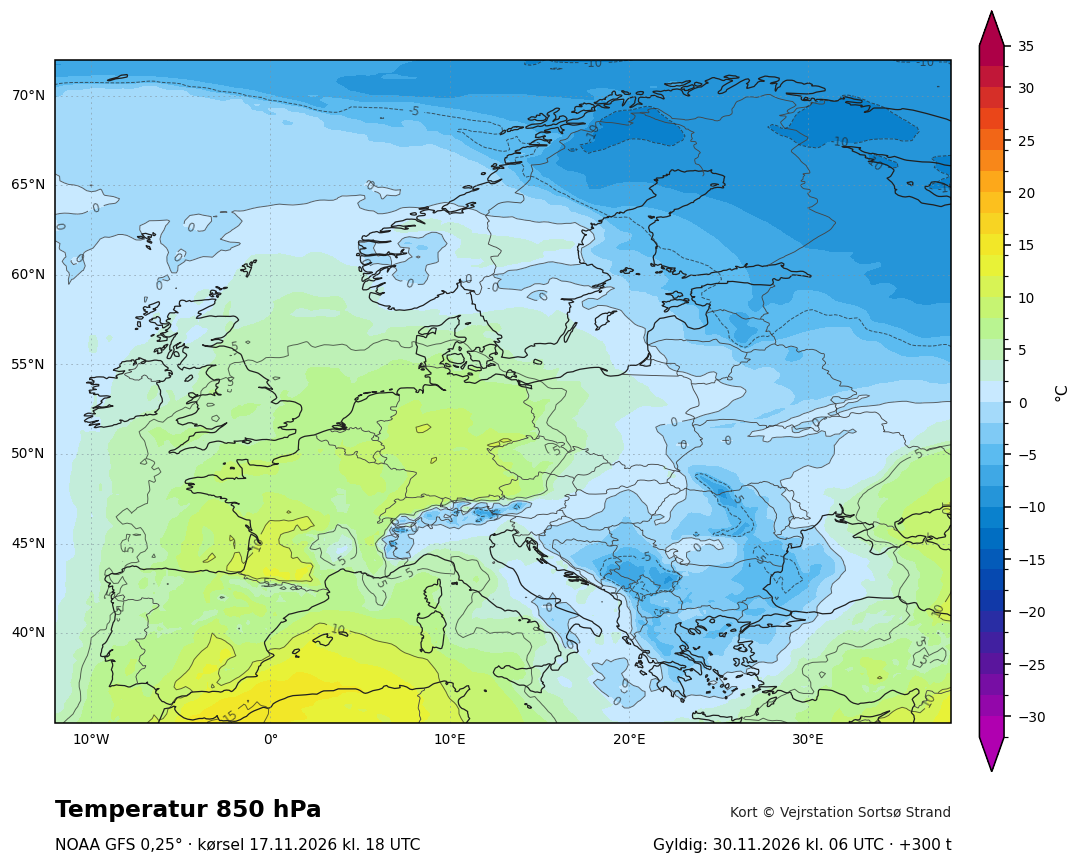 35
30
25
20
15
10
5
0
−5
−10
−15
−20
−25
−30
°C
70°N
65°N
60°N
55°N
50°N
45°N
40°N
10°W
0°
10°E
20°E
30°E
Temperatur 850 hPa
Kort © Vejrstation Sortsø Strand
NOAA GFS 0,25° · kørsel 17.11.2026 kl. 18 UTC
Gyldig: 30.11.2026 kl. 06 UTC · +300 t